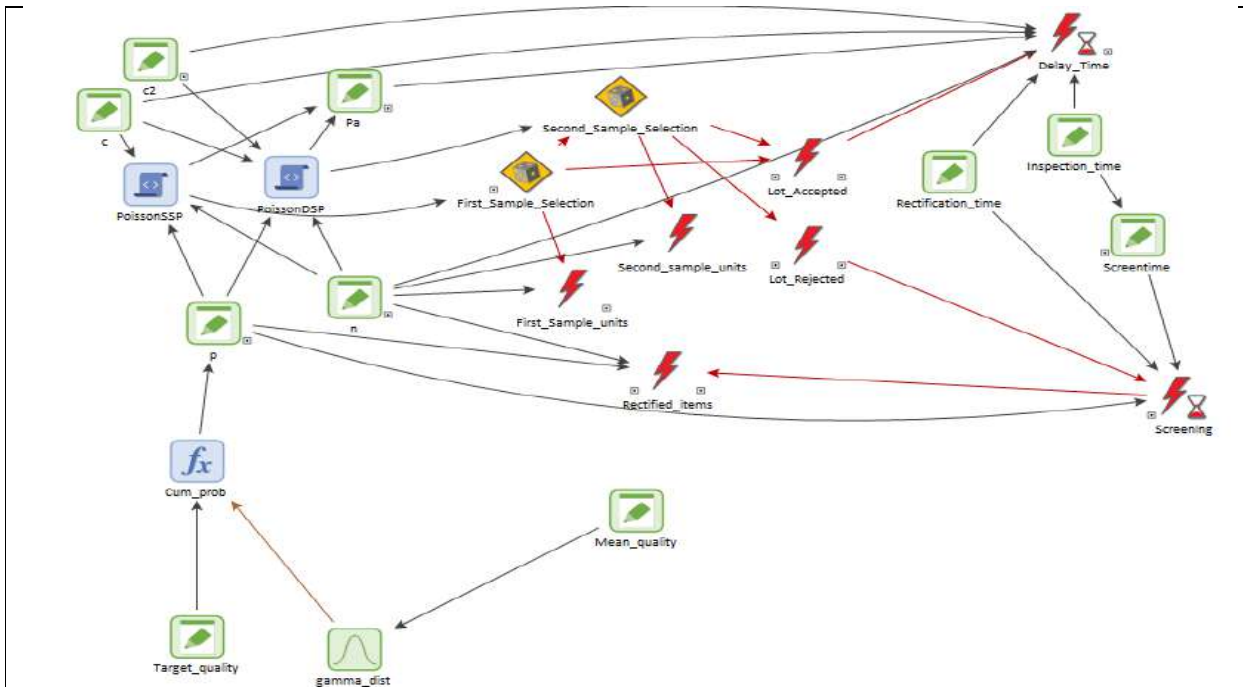 Delay_Time
c2
c
Pa
Second_Sample_Selection
Inspection_time
Lot_Accepted
First_Sample_Selection
Rectification_time
PoissonSSP
PoissonDSP
Second_sample_units
Lot_Rejected
Screentime
n
First_Sample_units
p
Rectified_items
Screening
fx
Cum_prob
Mean_quality
Target_quality
gamma_dist